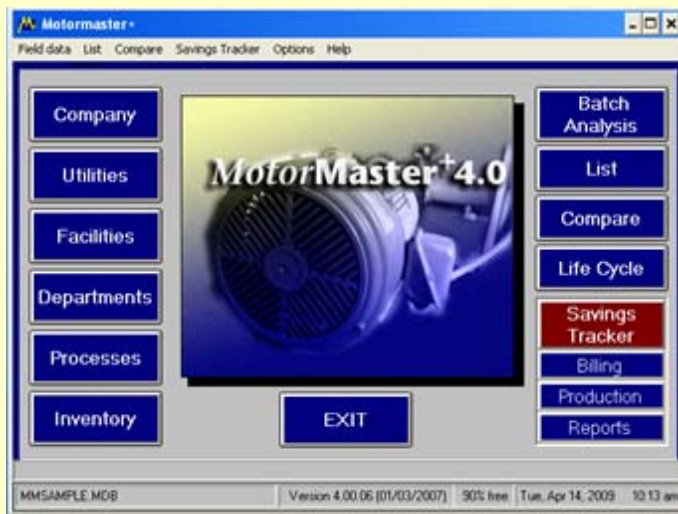 Motormaster+
Field data List Compare Savings Tracker Options Help
Company
Utilities
Facilities
Departments
Processes
Inventory
MotorMaster+4.0
EXIT
Batch
Analysis
List
Compare
Life Cycle
Savings
Tracker
Billing
Production
Reports
MMSAMPLE.MDB Version 4.00.06 (01/03/2007) 90% free Tue, Apr 14, 2009 10:13 am